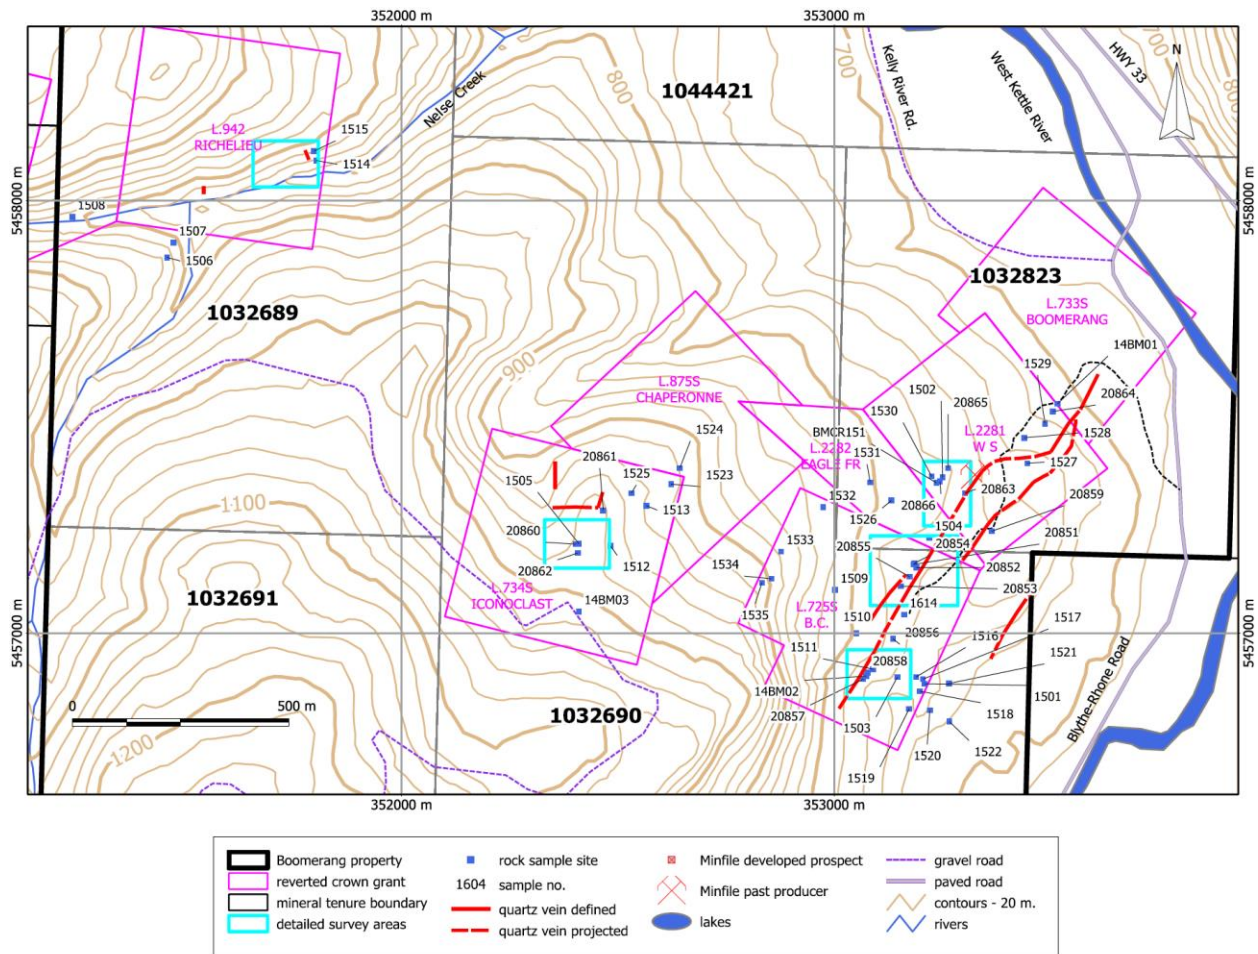 352000 m
353000 m
700
700
HWY 33
N
Kelly River Rd.
West Kettle River
800
800
1044421
Nelse Creek
L.942
RICHELIEU
1515
1514
5458000 m
5458000 m
1508
1507
1506
1032689
1032823
L.733S
BOOMERANG
14BM01
1529
900
L.875S
CHAPERONNE
1502
20865
20864
1530
BMCR151
L.2281
W S
1528
1524
L.2282
EAGLE FR
1531
1527
20861
1505
1525
1523
1532
20863
20859
1100
1526
20866
1513
1504
20851
20860
1533
20855
20854
20862
1512
1534
1509
20852
20853
1032691
L.734S
ICONOCLAST
14BM03
1535
L.725S
B.C.
1510
1614
1517
5457000 m
5457000 m
20856
1516
1511
20858
1521
14BM02
1501
0
500 m
1032690
20857
1503
1518
Blythe-Rhone Road
1200
1519
1520
1522
352000 m
353000 m
Boomerang property
reverted crown grant
mineral tenure boundary
detailed survey areas
rock sample site
1604 sample no.
quartz vein defined
quartz vein projected
Minfile developed prospect
Minfile past producer
lakes
gravel road
paved road
contours - 20 m.
rivers